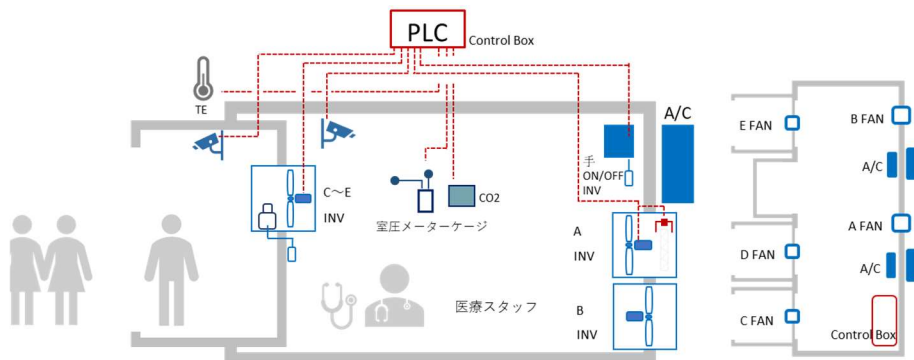 PLC
Control Box
TE
A/C
手
ON/OFF
INV
C～E
INV
CO2
室圧メーターケージ
A
INV
医療スタッフ
B
INV
E FAN
B FAN
A/C
A FAN
D FAN
A/C
C FAN
Control Box